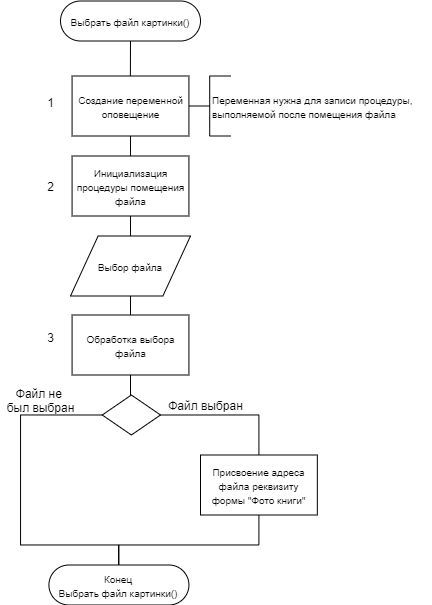 Выбрать файл картинки()
1
Создание переменной
оповещение
Переменная нужна для записи процедуры,
выполняемой после помещения файла
2
Инициализация
процедуры помещения
файла
Выбор файла
3
Обработка выбора
файла
Файл не
был выбран
Файл выбран
Присвоение адреса
файла реквизиту
формы "Фото книги"
Конец
Выбрать файл картинки()